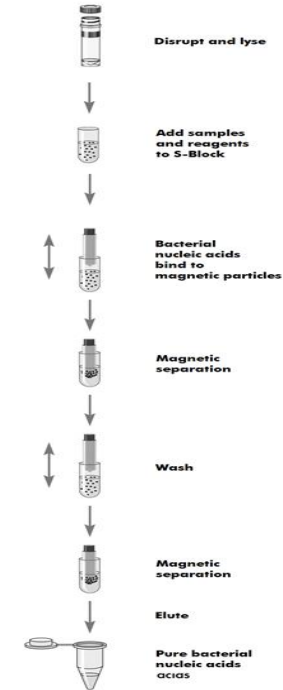 Disrupt and lyse
Add samples
and reagents
to S-Block
Bacterial
nucleic acids
bind to
magnetic particles
Magnetic
separation
Wash
Magnetic
separation
Elute
Pure bacterial
nucleic acids
acids